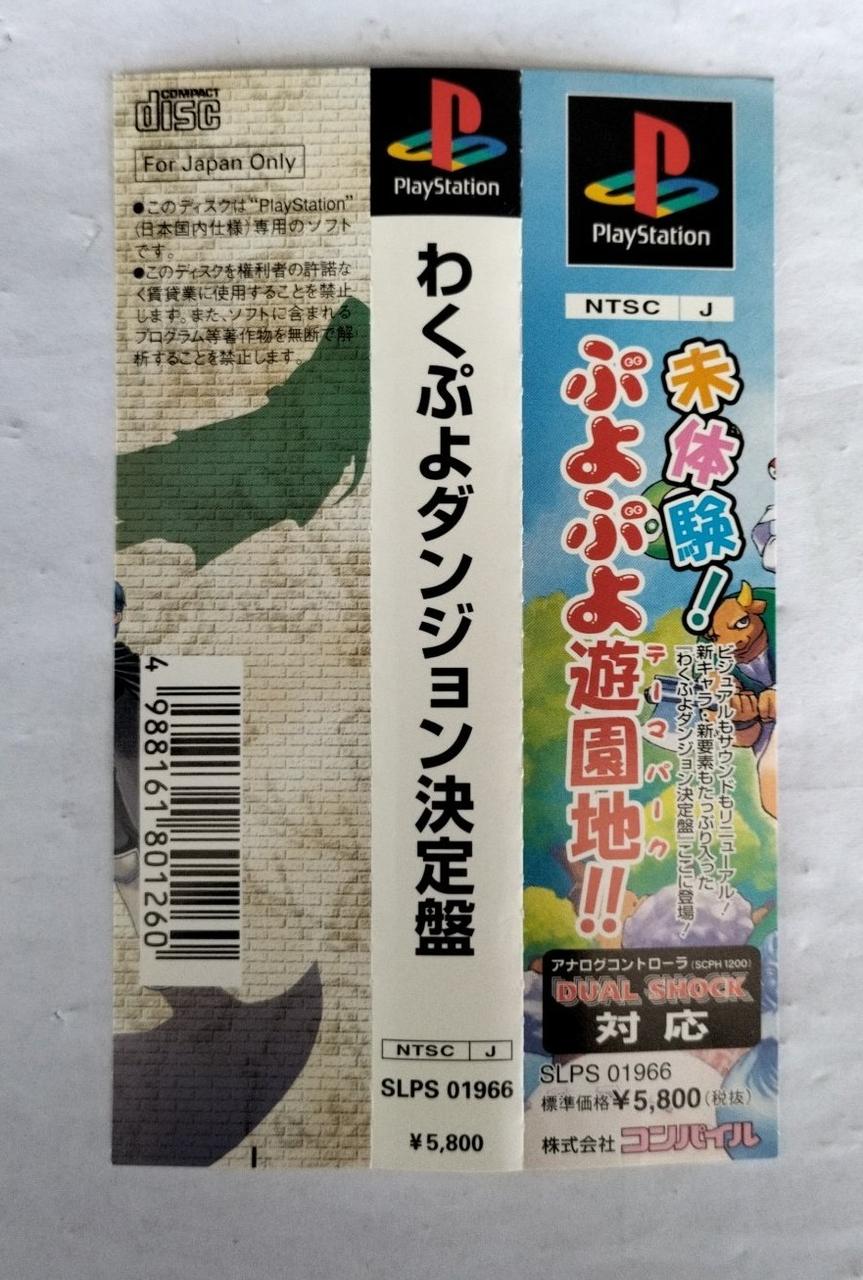 COMPACT
disc
For Japan Only
●このディスクは“PlayStation”
(日本国内仕様)専用のソフト
です。
●このディスクを権利者の許諾な
く賃貸業に使用することを禁止
します。また、ソフトに含まれる
プログラム等著作物を無断で解
析することを禁止します。
4 988161 801260
PlayStation
わくぷよダンジョン決定盤
NTSC J
SLPS 01966
¥5,800
PlayStation
NTSC J
未体験!
ぷよぷよ遊園地!!
テーマパーク
ビジュアルもサウンドもリニューアル!
新キャラ・新要素もたっぷり入った
『わくぷよダンジョン決定盤』ここに登場!
アナログコントローラ(SCPH1200)
DUAL SHOCK
対応
SLPS 01966
標準価格¥5,800(税抜)
株式会社コンパイル